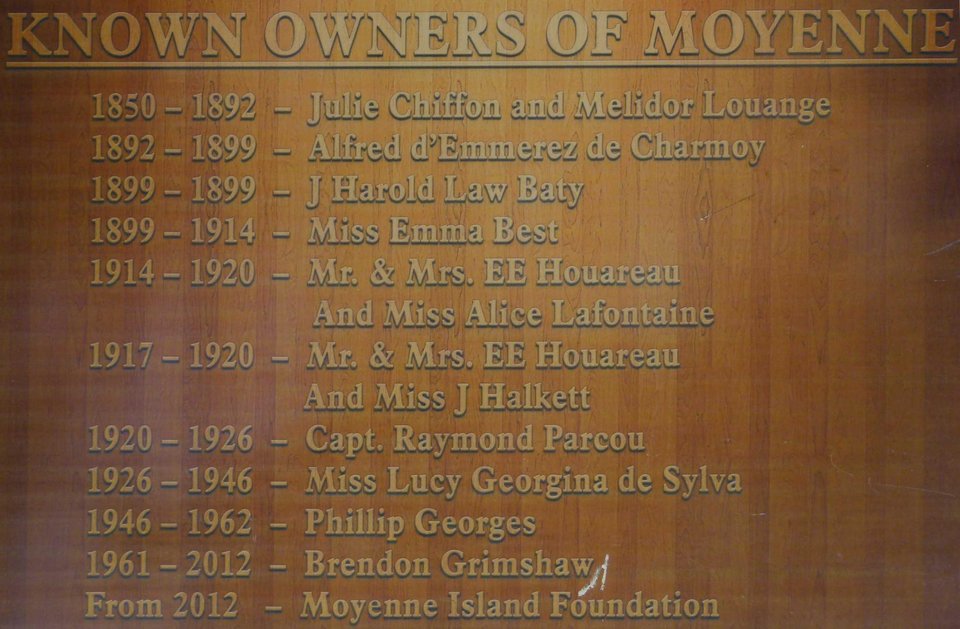 KNOWN OWNERS OF MOYENNE
1850 – 1892 – Julie Chiffon and Melidor Louange
1892 – 1899 – Alfred d'Emmerez de Charmoy
1899 – 1899 – J Harold Law Baty
1899 – 1914 – Miss Emma Best
1914 – 1920 – Mr. & Mrs. EE Houareau
And Miss Alice Lafontaine
1917 – 1920 – Mr. & Mrs. EE Houareau
And Miss J Halkett
1920 – 1926 – Capt. Raymond Parcou
1926 – 1946 – Miss Lucy Georgina de Sylva
1946 – 1962 – Phillip Georges
1961 – 2012 – Brendon Grimshaw
From 2012 – Moyenne Island Foundation